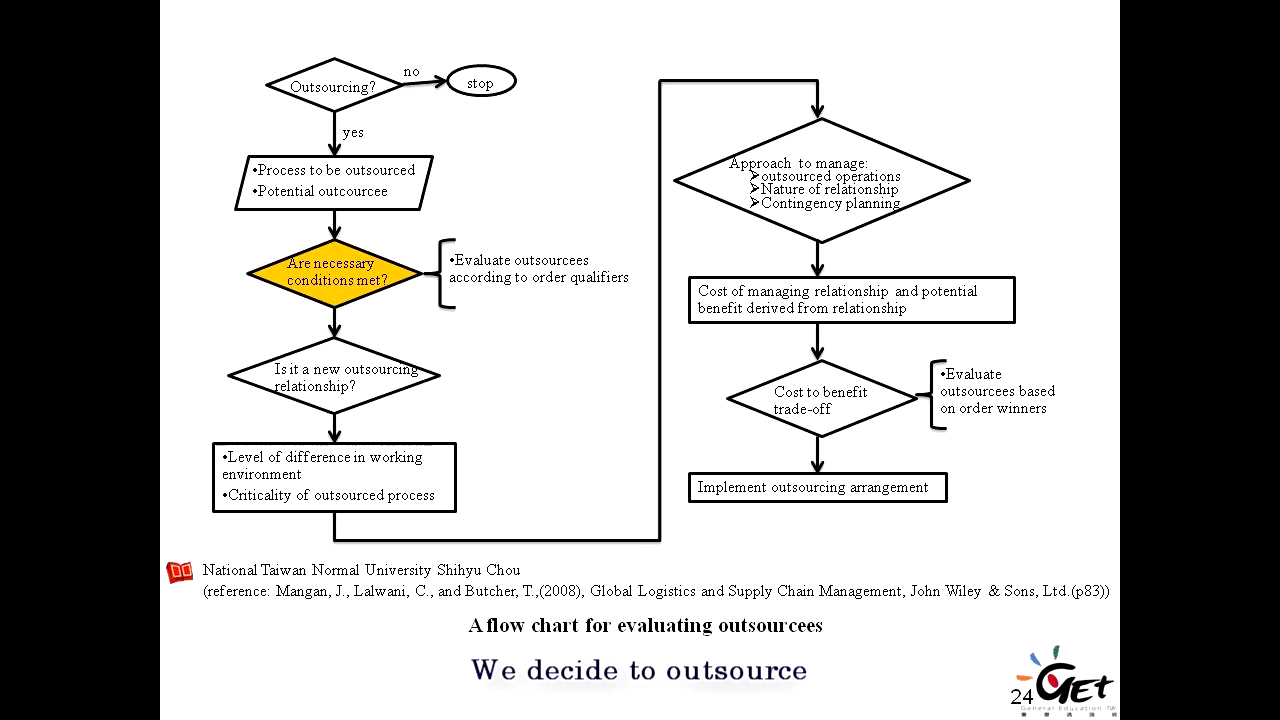 Outsourcing?
no
stop
yes
•Process to be outsourced
•Potential outcourcee
Are necessary
conditions met?
•Evaluate outsourcees
according to order qualifiers
Is it a new outsourcing
relationship?
•Level of difference in working
environment
•Criticality of outsourced process
Approach to manage:
➢outsourced operations
➢Nature of relationship
➢Contingency planning
Cost of managing relationship and potential
benefit derived from relationship
Cost to benefit
trade-off
•Evaluate
outsourcees based
on order winners
Implement outsourcing arrangement
National Taiwan Normal University Shihyu Chou
(reference: Mangan, J., Lalwani, C., and Butcher, T.,(2008), Global Logistics and Supply Chain Management, John Wiley & Sons, Ltd.(p83))
A flow chart for evaluating outsourcees
We decide to outsource
24
GET
General Education TW